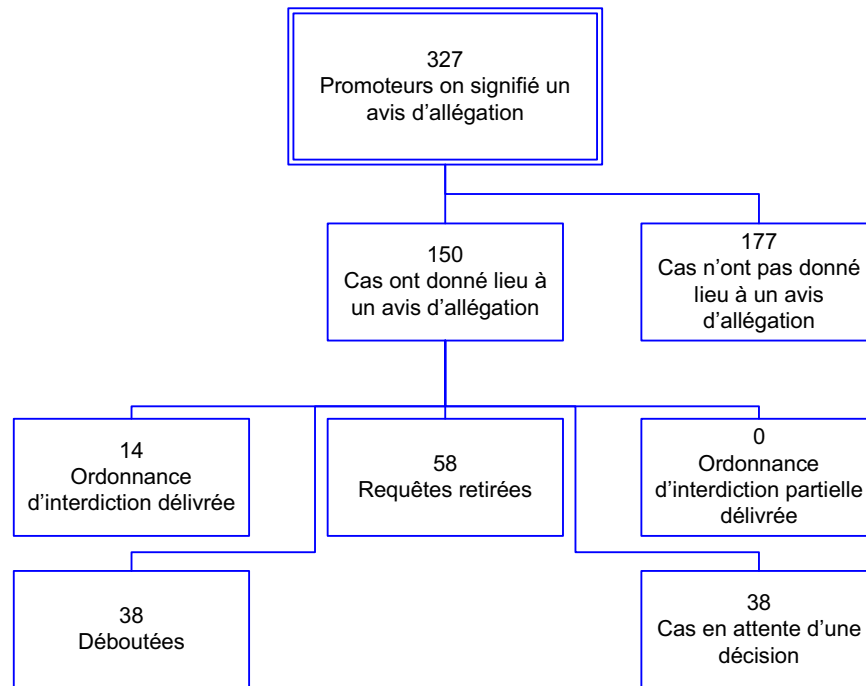 327
Promoteurs on signifié un
avis d'allégation
150
Cas ont donné lieu à
un avis d'allégation
177
Cas n'ont pas donné
lieu à un avis
d'allégation
14
Ordonnance
d'interdiction délivrée
58
Requêtes retirées
0
Ordonnance
d'interdiction partielle
délivrée
38
Déboutées
38
Cas en attente d'une
décision